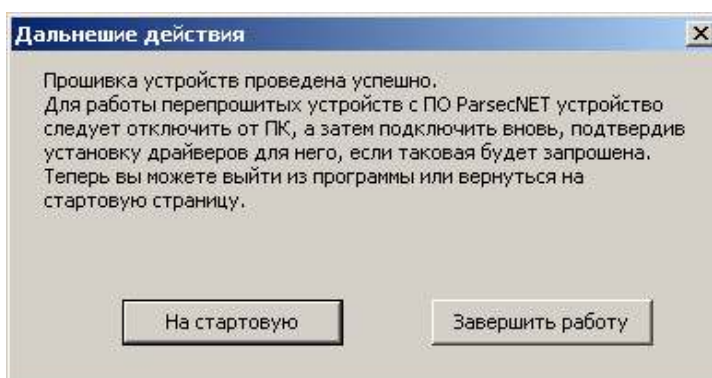 Дальнешие действия
Прошивка устройств проведена успешно.
Для работы перепрошитых устройств с ПО ParsecNET устройство
следует отключить от ПК, а затем подключить вновь, подтвердив
установку драйверов для него, если таковая будет запрошена.
Теперь вы можете выйти из программы или вернуться на
стартовую страницу.
На стартовую
Завершить работу